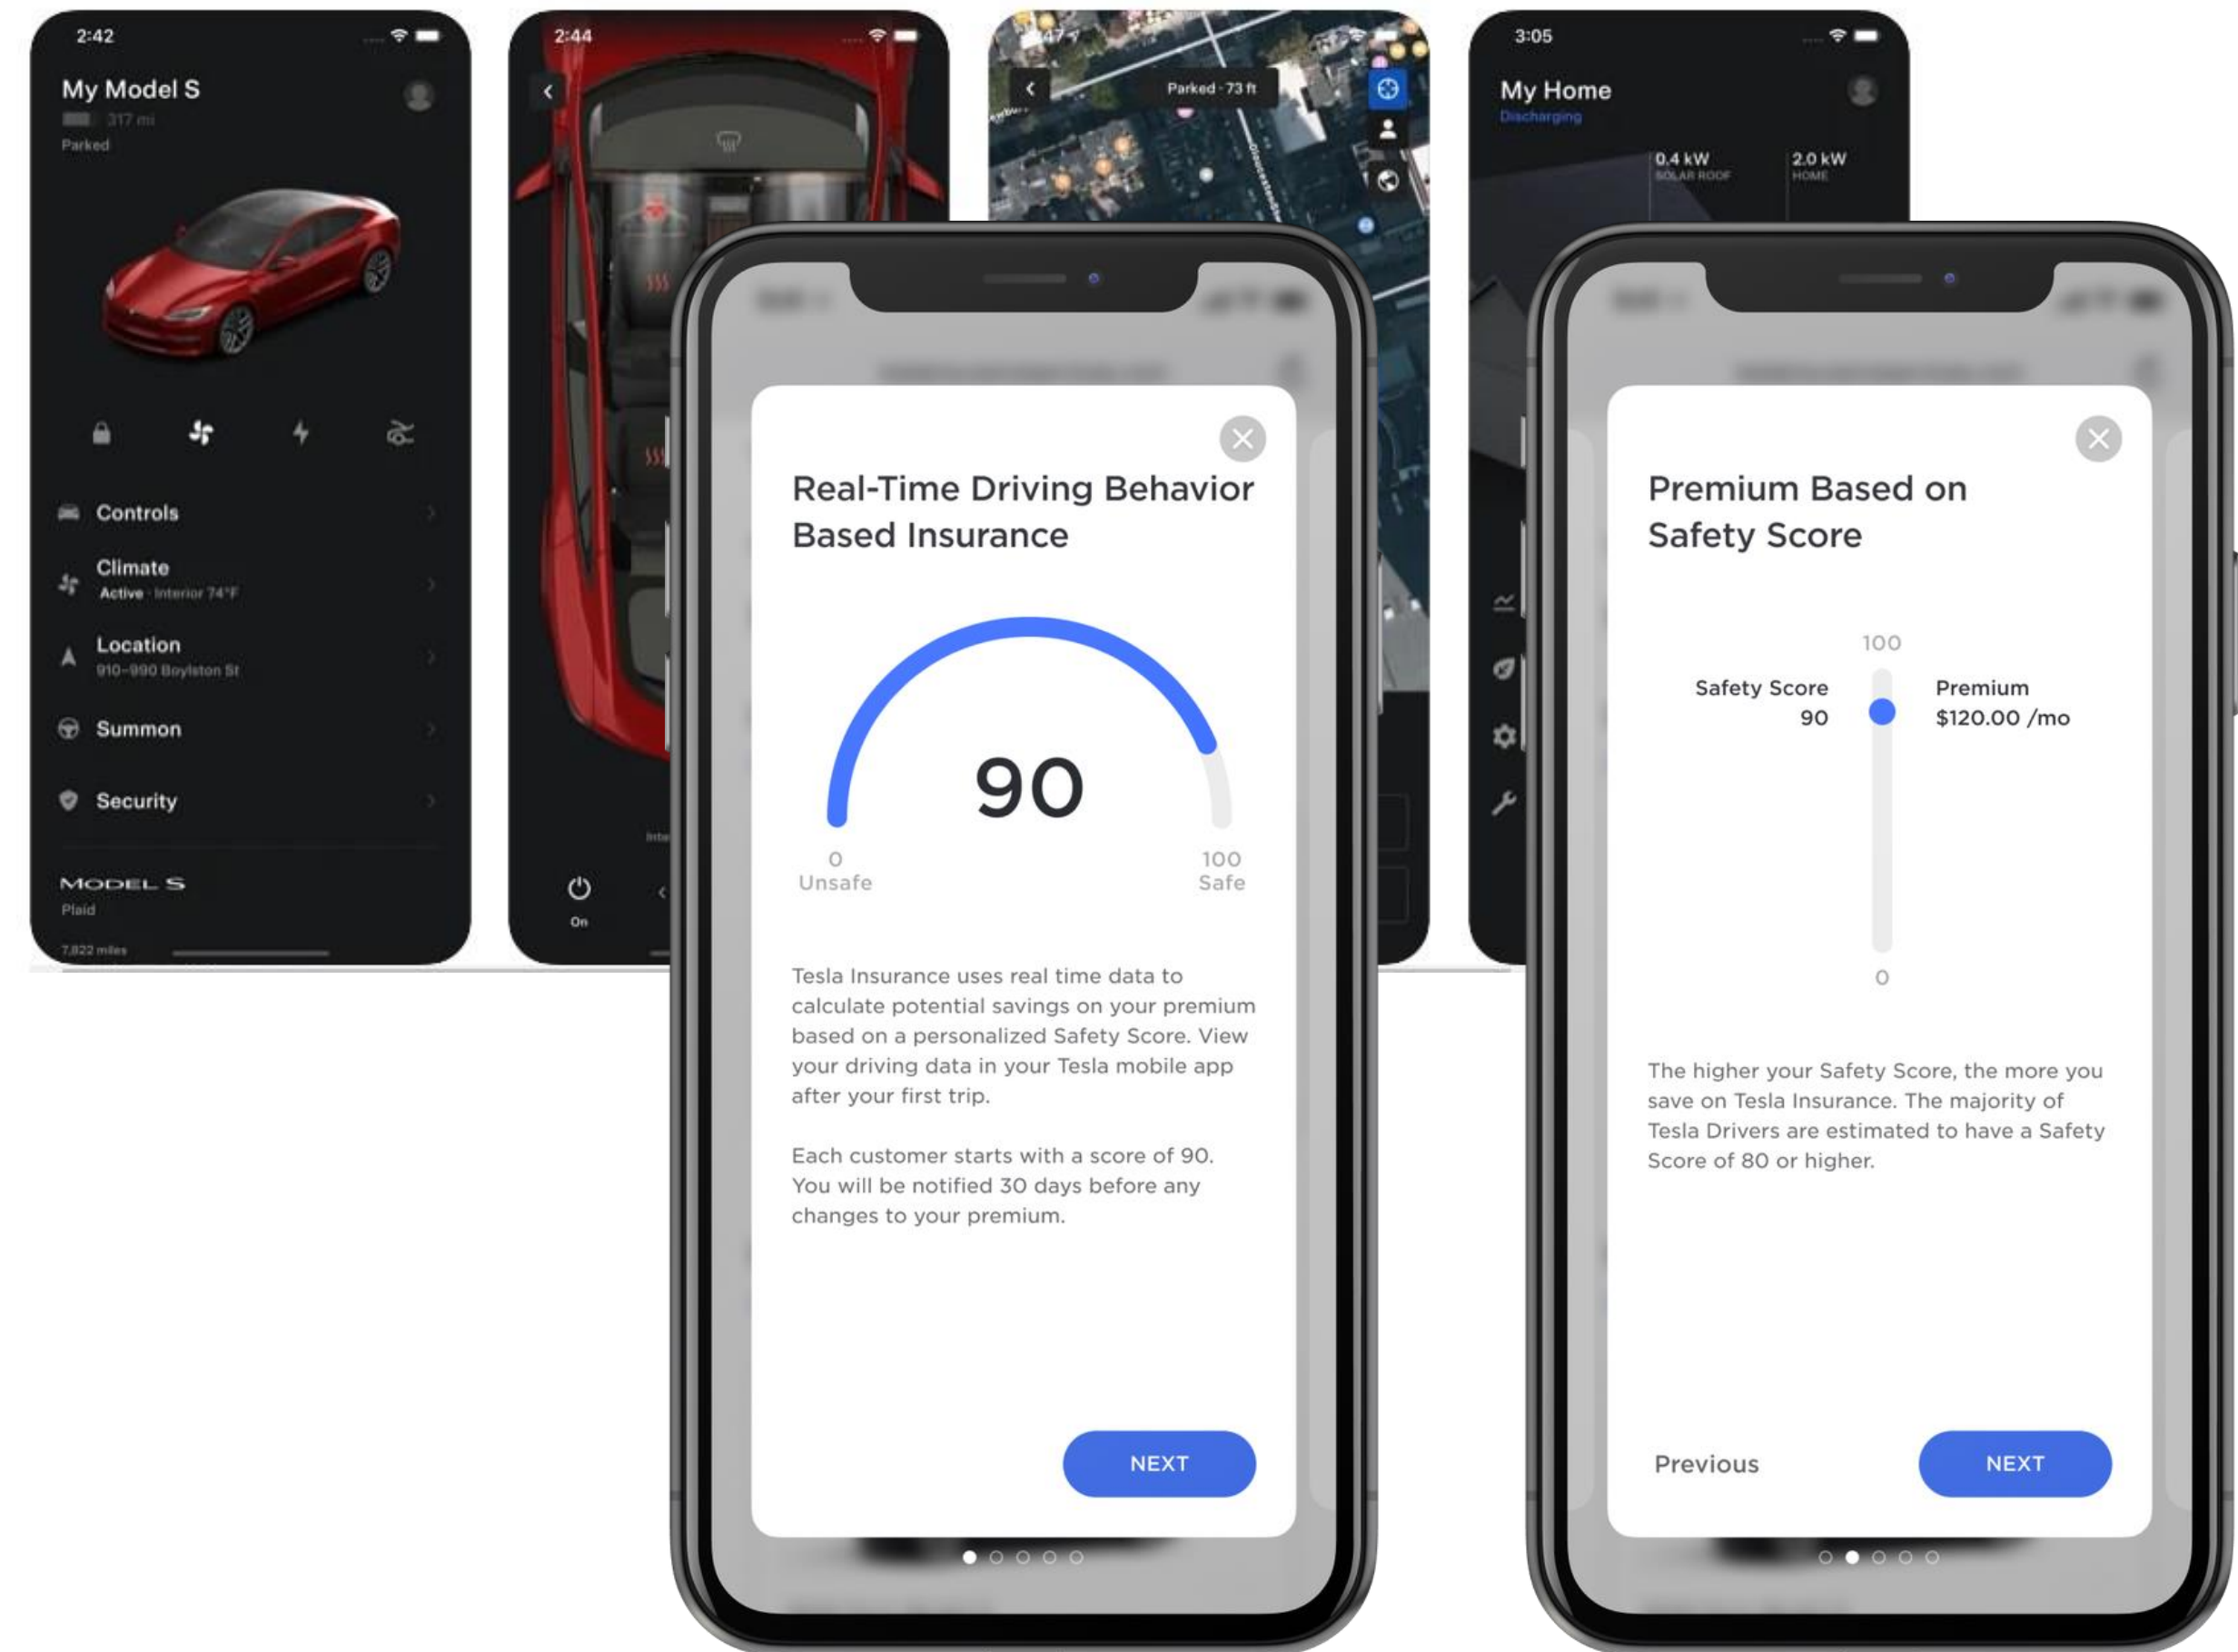 2:42
My Model S
317 mi
Parked
Controls
Climate
Active · Interior 74°F
Location
910–990 Boylston St
Summon
Security
MODEL S
Plaid
7,822 miles
2:44
On
Parked · 73 ft
Gloucester
3:05
My Home
Discharging
0.4 kW
SOLAR ROOF
2.0 kW
HOME
Real-Time Driving Behavior
Based Insurance
90
0
Unsafe
100
Safe
Tesla Insurance uses real time data to
calculate potential savings on your premium
based on a personalized Safety Score. View
your driving data in your Tesla mobile app
after your first trip.
Each customer starts with a score of 90.
You will be notified 30 days before any
changes to your premium.
NEXT
Premium Based on
Safety Score
100
Safety Score
90
Premium
$120.00 /mo
0
The higher your Safety Score, the more you
save on Tesla Insurance. The majority of
Tesla Drivers are estimated to have a Safety
Score of 80 or higher.
Previous
NEXT